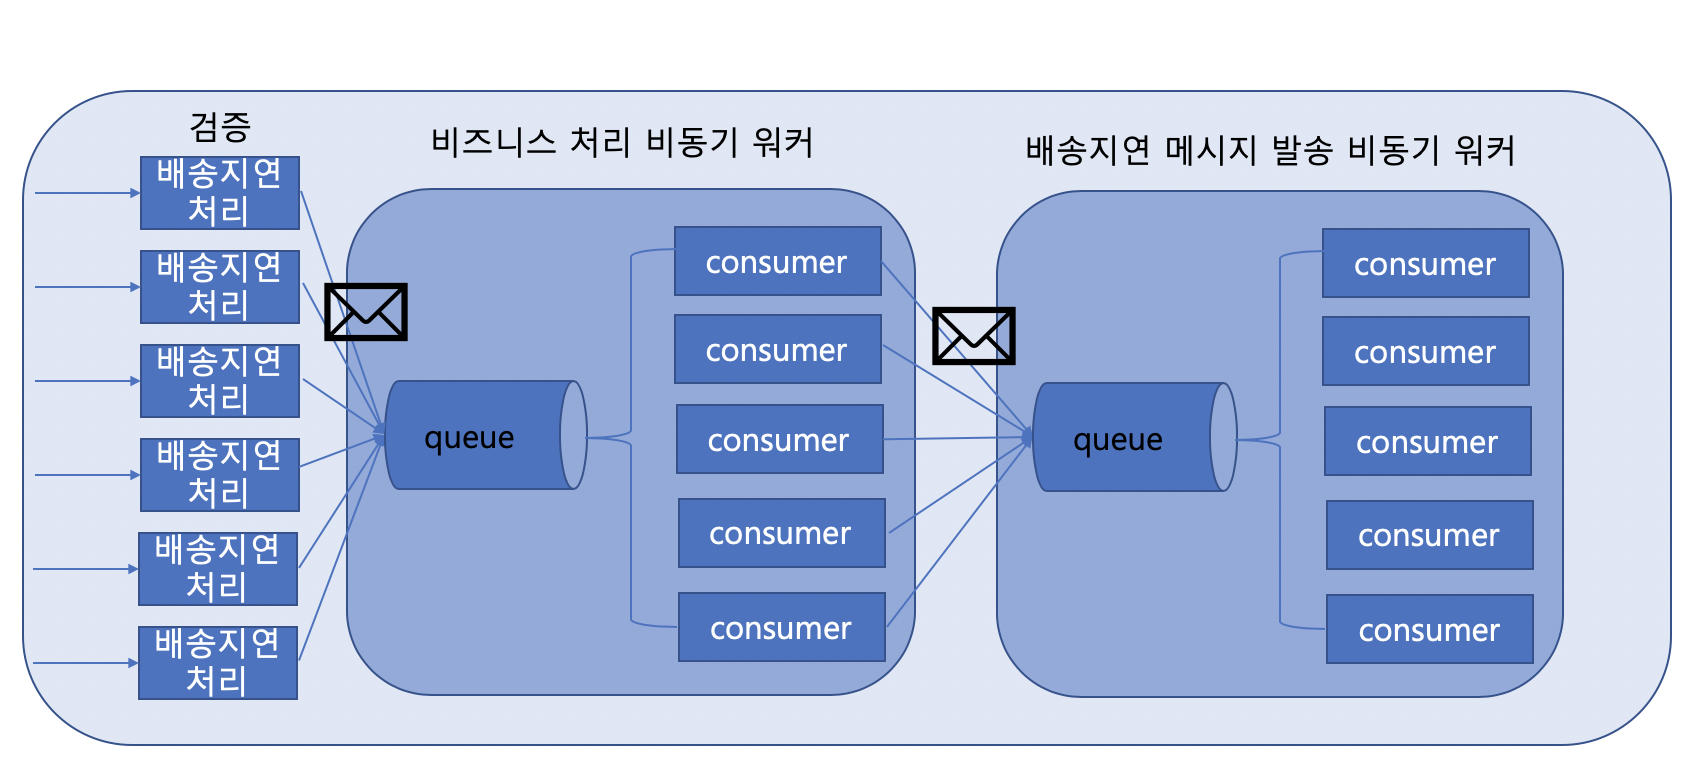 검증
배송지연
처리
배송지연
처리
배송지연
처리
배송지연
처리
배송지연
처리
배송지연
처리
비즈니스 처리 비동기 워커
queue
consumer
consumer
consumer
consumer
consumer
배송지연 메시지 발송 비동기 워커
queue
consumer
consumer
consumer
consumer
consumer